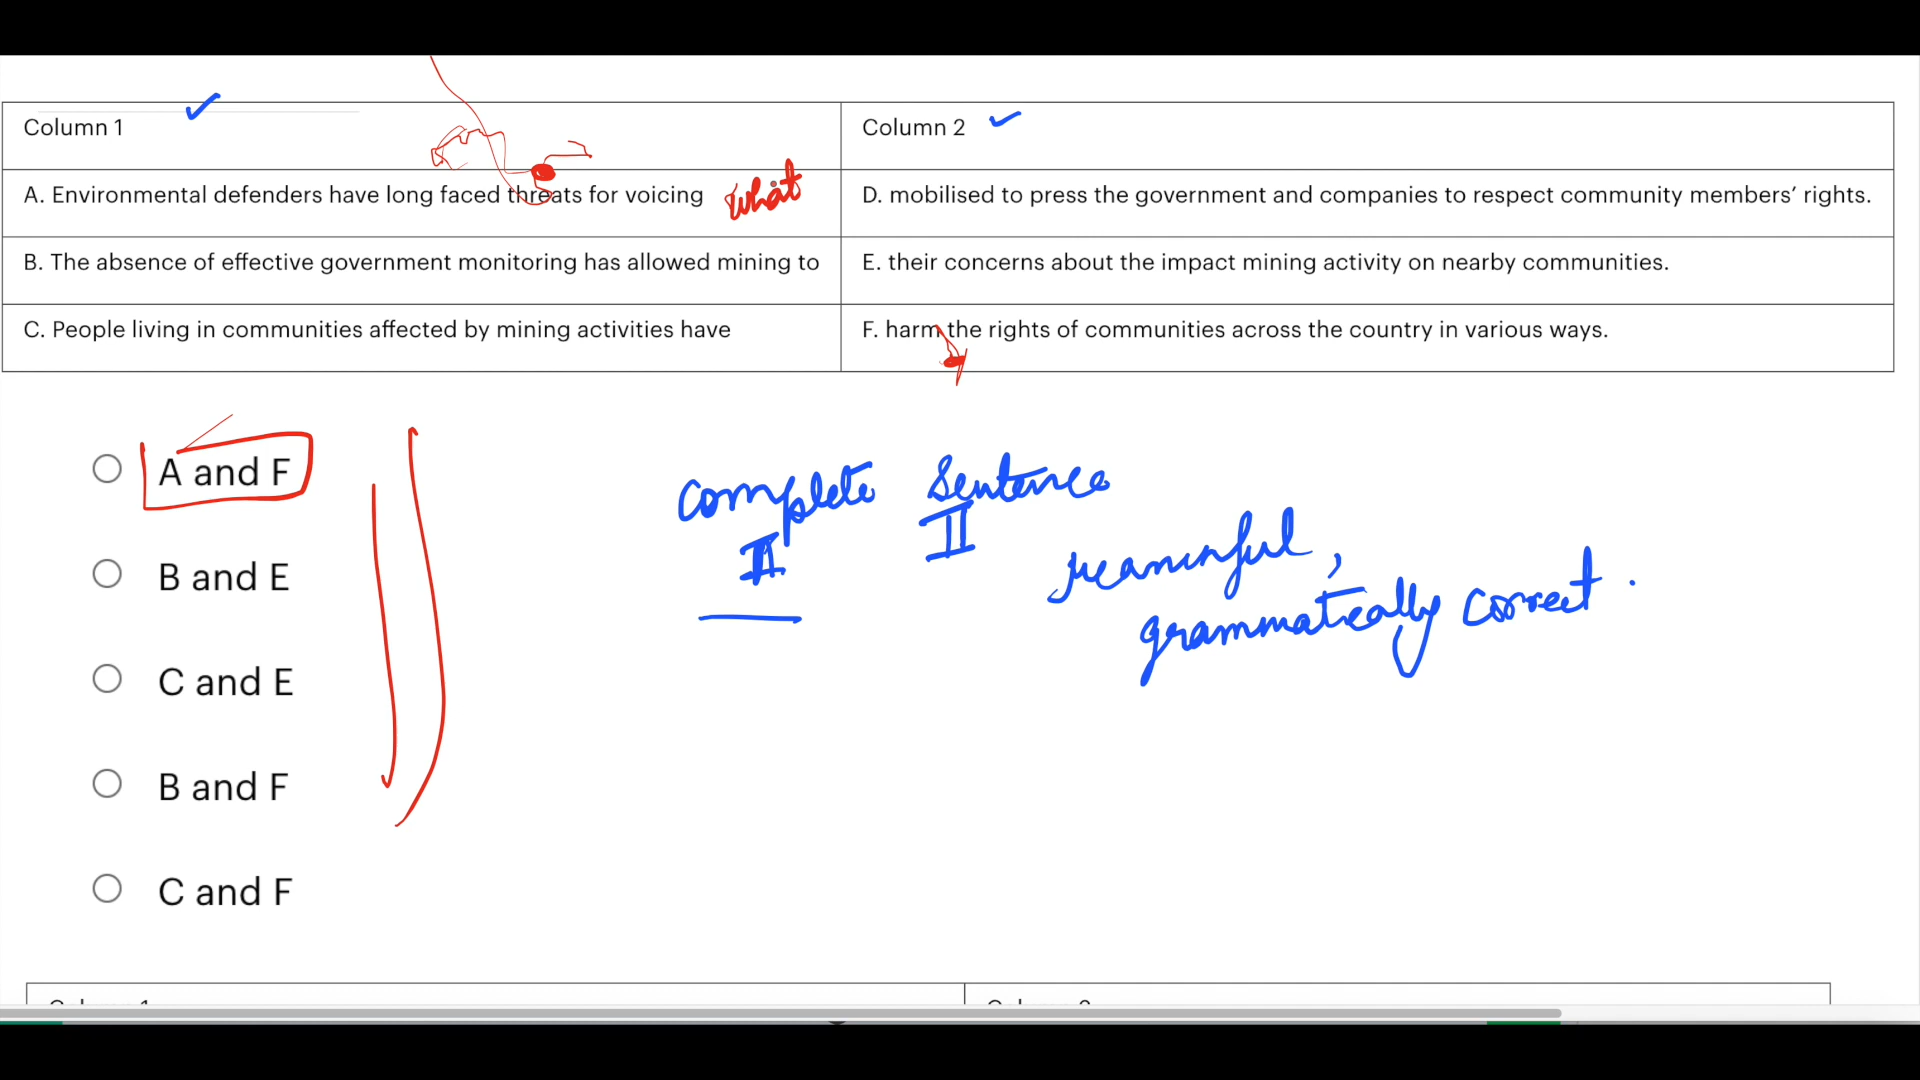 Column 1
Column 2
A. Environmental defenders have long faced threats for voicing
what
D. mobilised to press the government and companies to respect community members’ rights.
B. The absence of effective government monitoring has allowed mining to
E. their concerns about the impact mining activity on nearby communities.
C. People living in communities affected by mining activities have
F. harm the rights of communities across the country in various ways.
A and F
B and E
C and E
B and F
C and F
complete Sentence
meaninful,
grammatically correct.